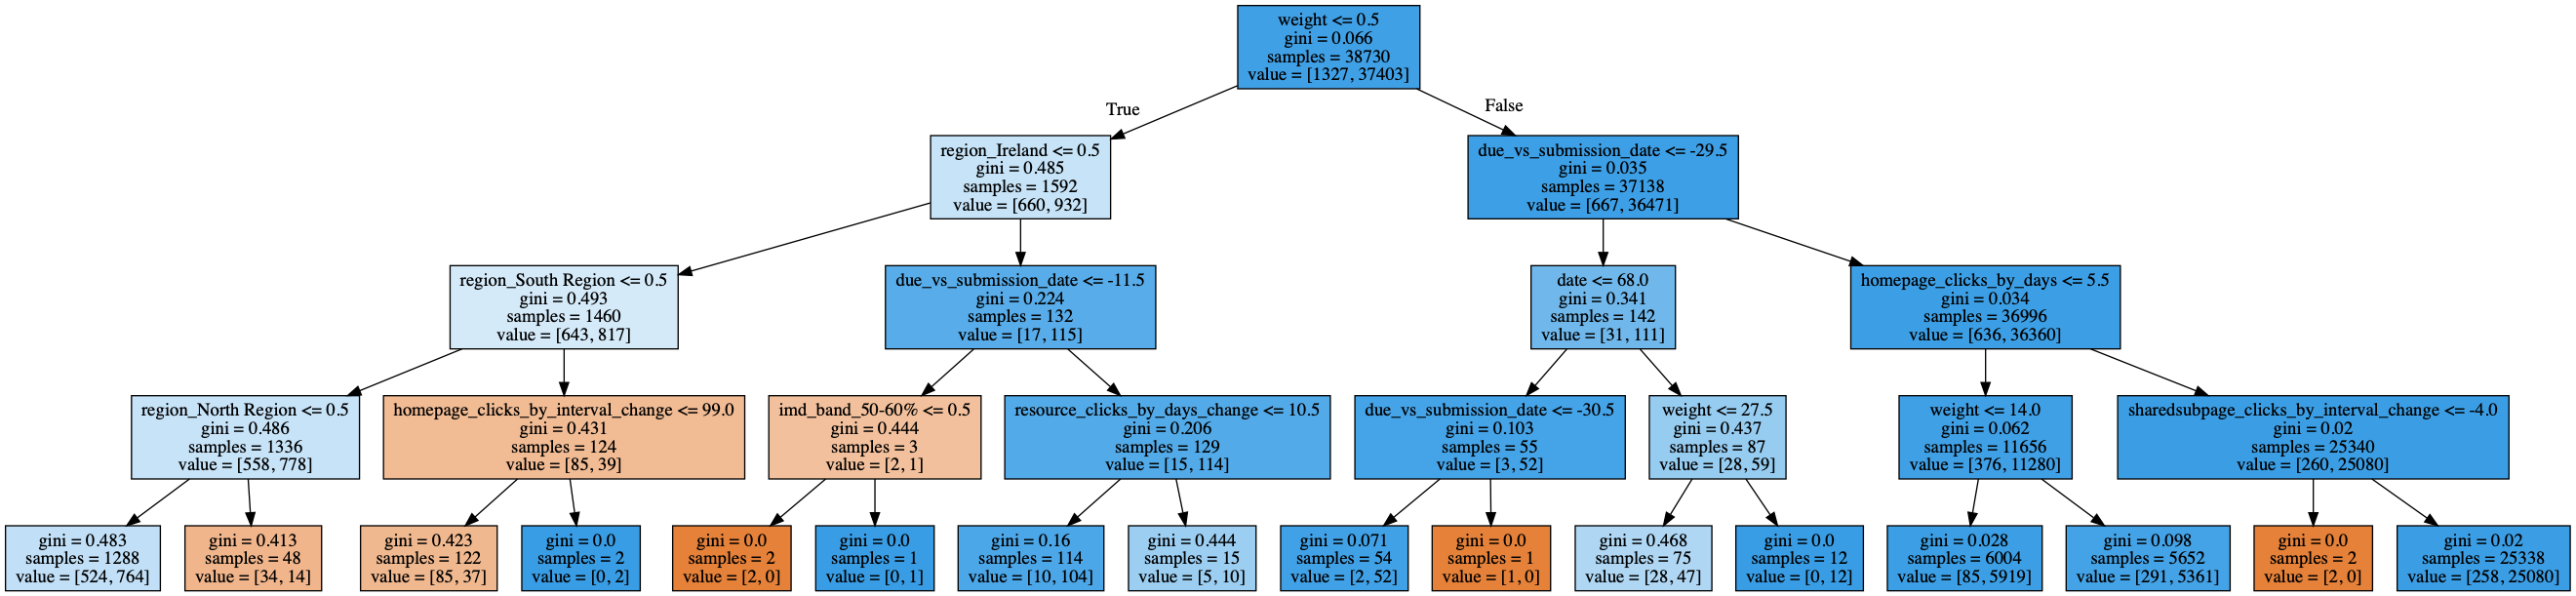 weight <= 0.5
gini = 0.066
samples = 38730
value = [1327, 37403]
True
False
region_Ireland <= 0.5
gini = 0.485
samples = 1592
value = [660, 932]
due_vs_submission_date <= -29.5
gini = 0.035
samples = 37138
value = [667, 36471]
region_South Region <= 0.5
gini = 0.493
samples = 1460
value = [643, 817]
due_vs_submission_date <= -11.5
gini = 0.224
samples = 132
value = [17, 115]
date <= 68.0
gini = 0.341
samples = 142
value = [31, 111]
homepage_clicks_by_days <= 5.5
gini = 0.034
samples = 36996
value = [636, 36360]
region_North Region <= 0.5
gini = 0.486
samples = 1336
value = [558, 778]
homepage_clicks_by_interval_change <= 99.0
gini = 0.431
samples = 124
value = [85, 39]
imd_band_50-60% <= 0.5
gini = 0.444
samples = 3
value = [2, 1]
resource_clicks_by_days_change <= 10.5
gini = 0.206
samples = 129
value = [15, 114]
due_vs_submission_date <= -30.5
gini = 0.103
samples = 55
value = [3, 52]
weight <= 27.5
gini = 0.437
samples = 87
value = [28, 59]
weight <= 14.0
gini = 0.062
samples = 11656
value = [376, 11280]
sharedsubpage_clicks_by_interval_change <= -4.0
gini = 0.02
samples = 25340
value = [260, 25080]
gini = 0.483
samples = 1288
value = [524, 764]
gini = 0.413
samples = 48
value = [34, 14]
gini = 0.423
samples = 122
value = [85, 37]
gini = 0.0
samples = 2
value = [0, 2]
gini = 0.0
samples = 2
value = [2, 0]
gini = 0.0
samples = 1
value = [0, 1]
gini = 0.16
samples = 114
value = [10, 104]
gini = 0.444
samples = 15
value = [5, 10]
gini = 0.071
samples = 54
value = [2, 52]
gini = 0.0
samples = 1
value = [1, 0]
gini = 0.468
samples = 75
value = [28, 47]
gini = 0.0
samples = 12
value = [0, 12]
gini = 0.028
samples = 6004
value = [85, 5919]
gini = 0.098
samples = 5652
value = [291, 5361]
gini = 0.0
samples = 2
value = [2, 0]
gini = 0.02
samples = 25338
value = [258, 25080]